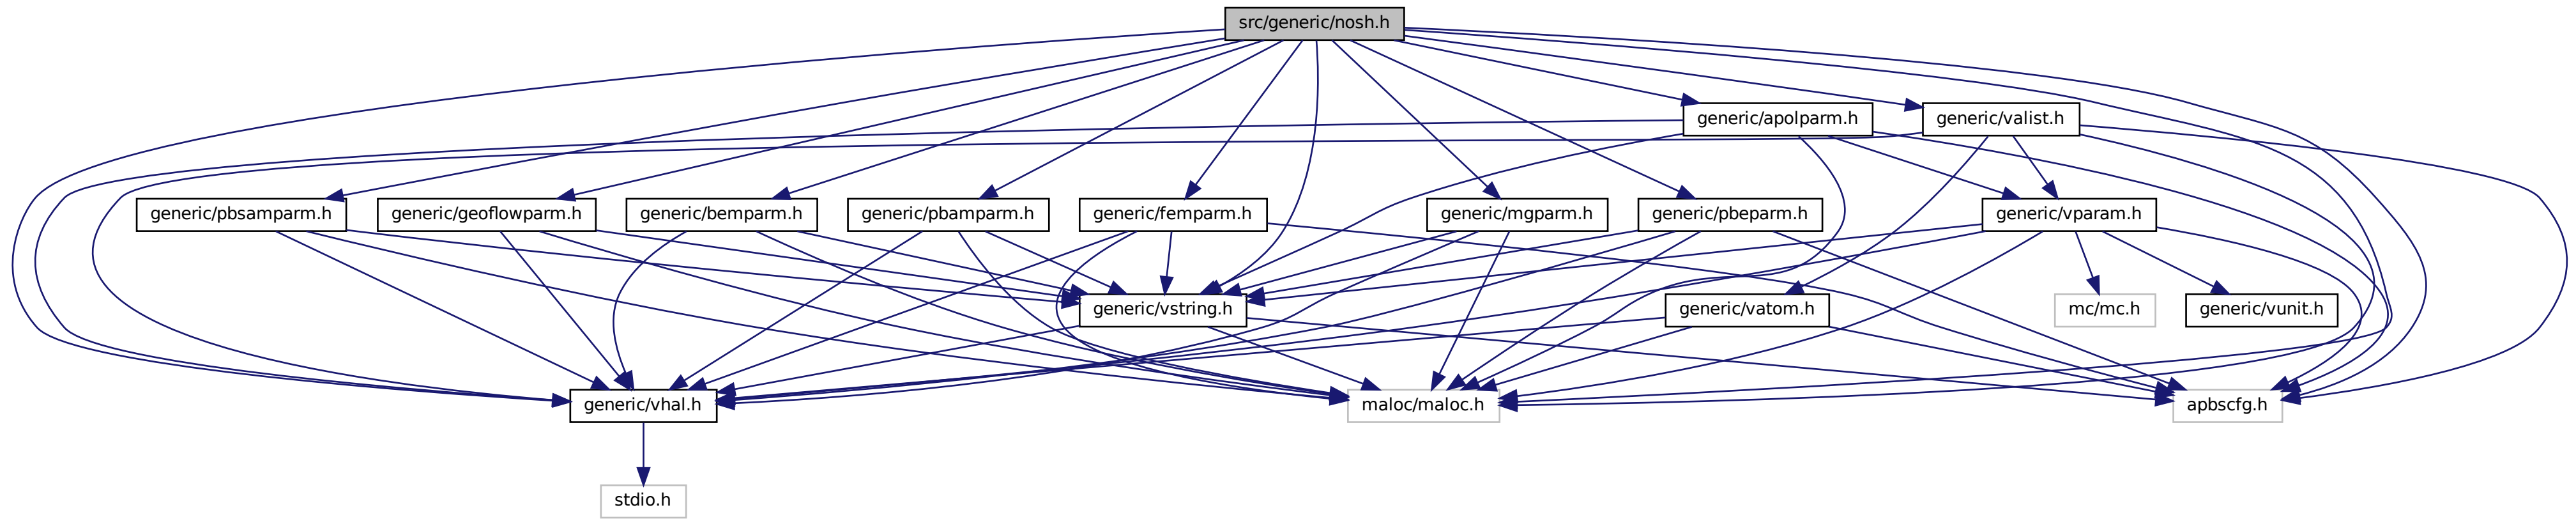 src/generic/nosh.h
generic/apolparm.h
generic/valist.h
generic/pbsamparm.h
generic/geoflowparm.h
generic/bemparm.h
generic/pbamparm.h
generic/femparm.h
generic/mgparm.h
generic/pbeparm.h
generic/vparam.h
generic/vstring.h
generic/vatom.h
mc/mc.h
generic/vunit.h
generic/vhal.h
maloc/maloc.h
apbscfg.h
stdio.h